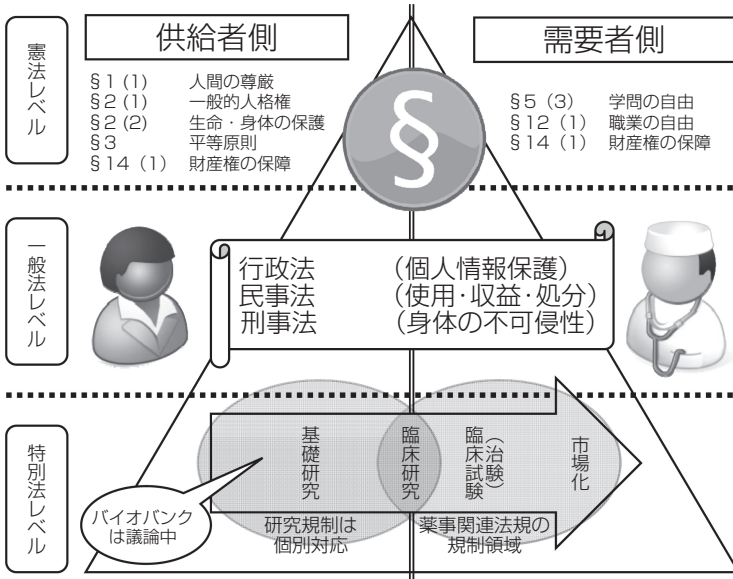 憲法レベル
供給者側
§1 (1) 人間の尊厳
§2 (1) 一般的人格権
§2 (2) 生命・身体の保護
§3 平等原則
§14 (1) 財産権の保障
§
需要者側
§5 (3) 学問の自由
§12 (1) 職業の自由
§14 (1) 財産権の保障
一般法レベル
行政法 (個人情報保護)
民事法 (使用・収益・処分)
刑事法 (身体の不可侵性)
特別法レベル
基礎研究
臨床研究
臨床試験
(治験)
市場化
バイオバンク
は議論中
研究規制は
個別対応
薬事関連法規の
規制領域